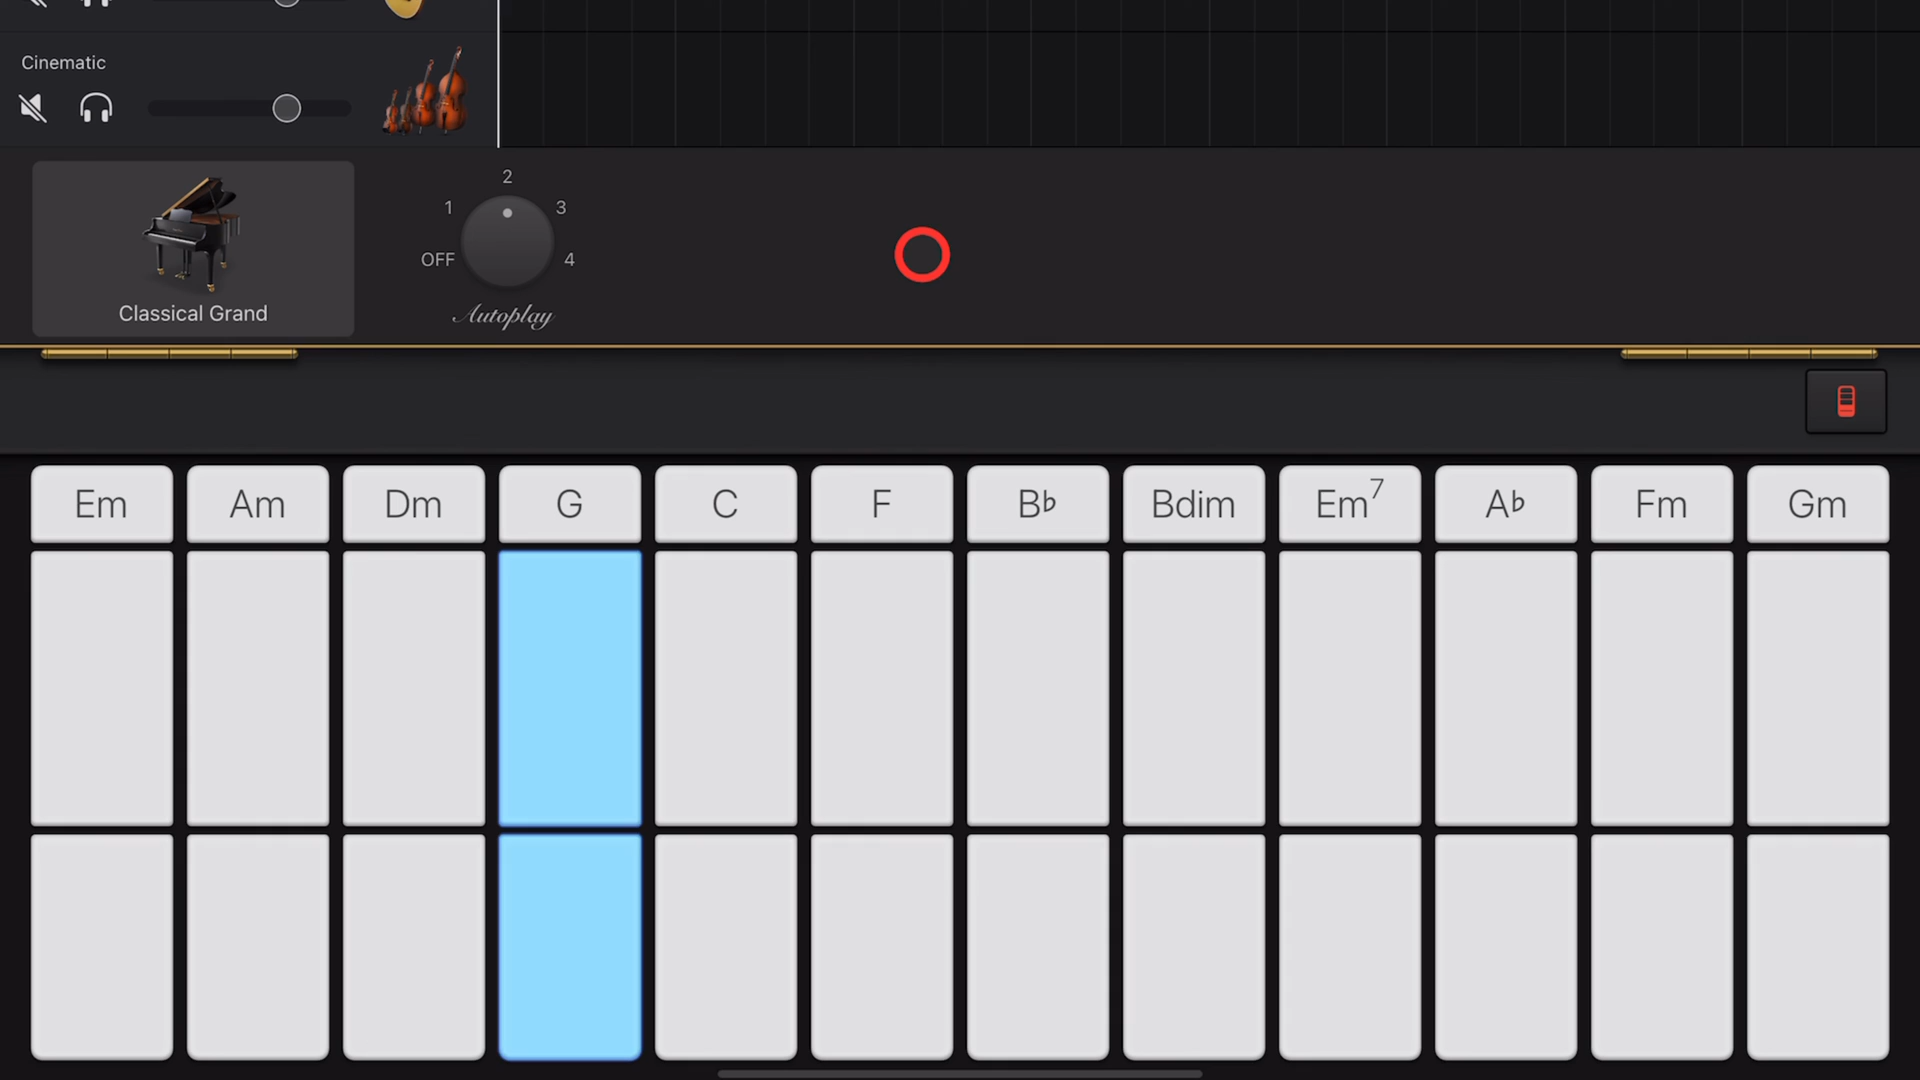 Cinematic
2
1 3
OFF 4
Classical Grand
Autoplay
Em Am Dm G C F B♭ Bdim Em⁷ A♭ Fm Gm